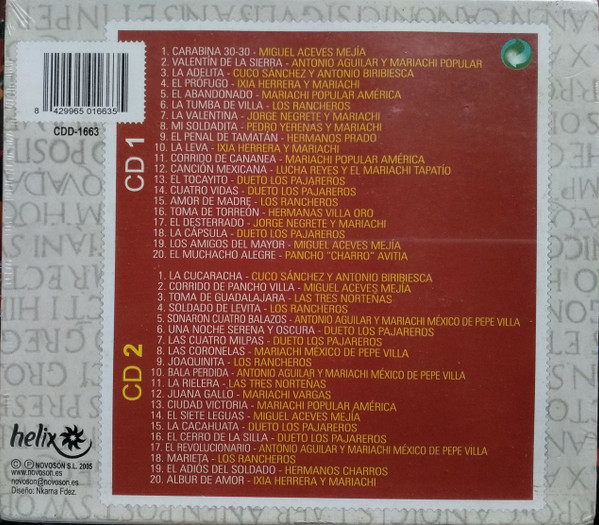 8 429965 016635
CDD-1663
CD 1
1. CARABINA 30-30 - MIGUEL ACEVES MEJÍA
2. VALENTÍN DE LA SIERRA - ANTONIO AGUILAR Y MARIACHI POPULAR
3. LA ADELITA - CUCO SÁNCHEZ Y ANTONIO BIRIBIESCA
4. EL PRÓFUGO - IXIA HERRERA Y MARIACHI
5. EL ABANDONADO - MARIACHI POPULAR AMÉRICA
6. LA TUMBA DE VILLA - LOS RANCHEROS
7. LA VALENTINA - JORGE NEGRETE Y MARIACHI
8. MI SOLDADITA - PEDRO YERENAS Y MARIACHI
9. EL PENAL DE TAMATÁN - HERMANOS PRADO
10. LA LEVA - IXIA HERRERA Y MARIACHI
11. CORRIDO DE CANANEA - MARIACHI POPULAR AMÉRICA
12. CANCIÓN MEXICANA - LUCHA REYES Y EL MARIACHI TAPATÍO
13. EL TOCAYITO - DUETO LOS PAJAREROS
14. CUATRO VIDAS - DUETO LOS PAJAREROS
15. AMOR DE MADRE - LOS RANCHEROS
16. TOMA DE TORREÓN - HERMANAS VILLA ORO
17. EL DESTERRADO - JORGE NEGRETE Y MARIACHI
18. LA CÁPSULA - DUETO LOS PAJAREROS
19. LOS AMIGOS DEL MAYOR - MIGUEL ACEVES MEJÍA
20. EL MUCHACHO ALEGRE - PANCHO "CHARRO" AVITIA
CD 2
1. LA CUCARACHA - CUCO SÁNCHEZ Y ANTONIO BIRIBIESCA
2. CORRIDO DE PANCHO VILLA - MIGUEL ACEVES MEJÍA
3. TOMA DE GUADALAJARA - LAS TRES NORTEÑAS
4. SOLDADO DE LEVITA - LOS RANCHEROS
5. SONARON CUATRO BALAZOS - ANTONIO AGUILAR Y MARIACHI MÉXICO DE PEPE VILLA
6. UNA NOCHE SERENA Y OSCURA - DUETO LOS PAJAREROS
7. LAS CUATRO MILPAS - DUETO LOS PAJAREROS
8. LAS CORONELAS - MARIACHI MÉXICO DE PEPE VILLA
9. JOAQUINITA - LOS RANCHEROS
10. BALA PERDIDA - ANTONIO AGUILAR Y MARIACHI MÉXICO DE PEPE VILLA
11. LA RIELERA - LAS TRES NORTEÑAS
12. JUANA GALLO - MARIACHI VARGAS
13. CIUDAD VICTORIA - MARIACHI POPULAR AMÉRICA
14. EL SIETE LEGUAS - MIGUEL ACEVES MEJÍA
15. LA CACAHUATA - DUETO LOS PAJAREROS
16. EL CERRO DE LA SILLA - DUETO LOS PAJAREROS
17. EL REVOLUCIONARIO - ANTONIO AGUILAR Y MARIACHI MÉXICO DE PEPE VILLA
18. MARIETA - LOS RANCHEROS
19. EL ADIÓS DEL SOLDADO - HERMANOS CHARROS
20. ALBUR DE AMOR - IXIA HERRERA Y MARIACHI
helix
© ℗ NOVOSON S.L. 2005
www.novoson.es
novoson@novoson.es
Diseño: Nkarna Fdez.